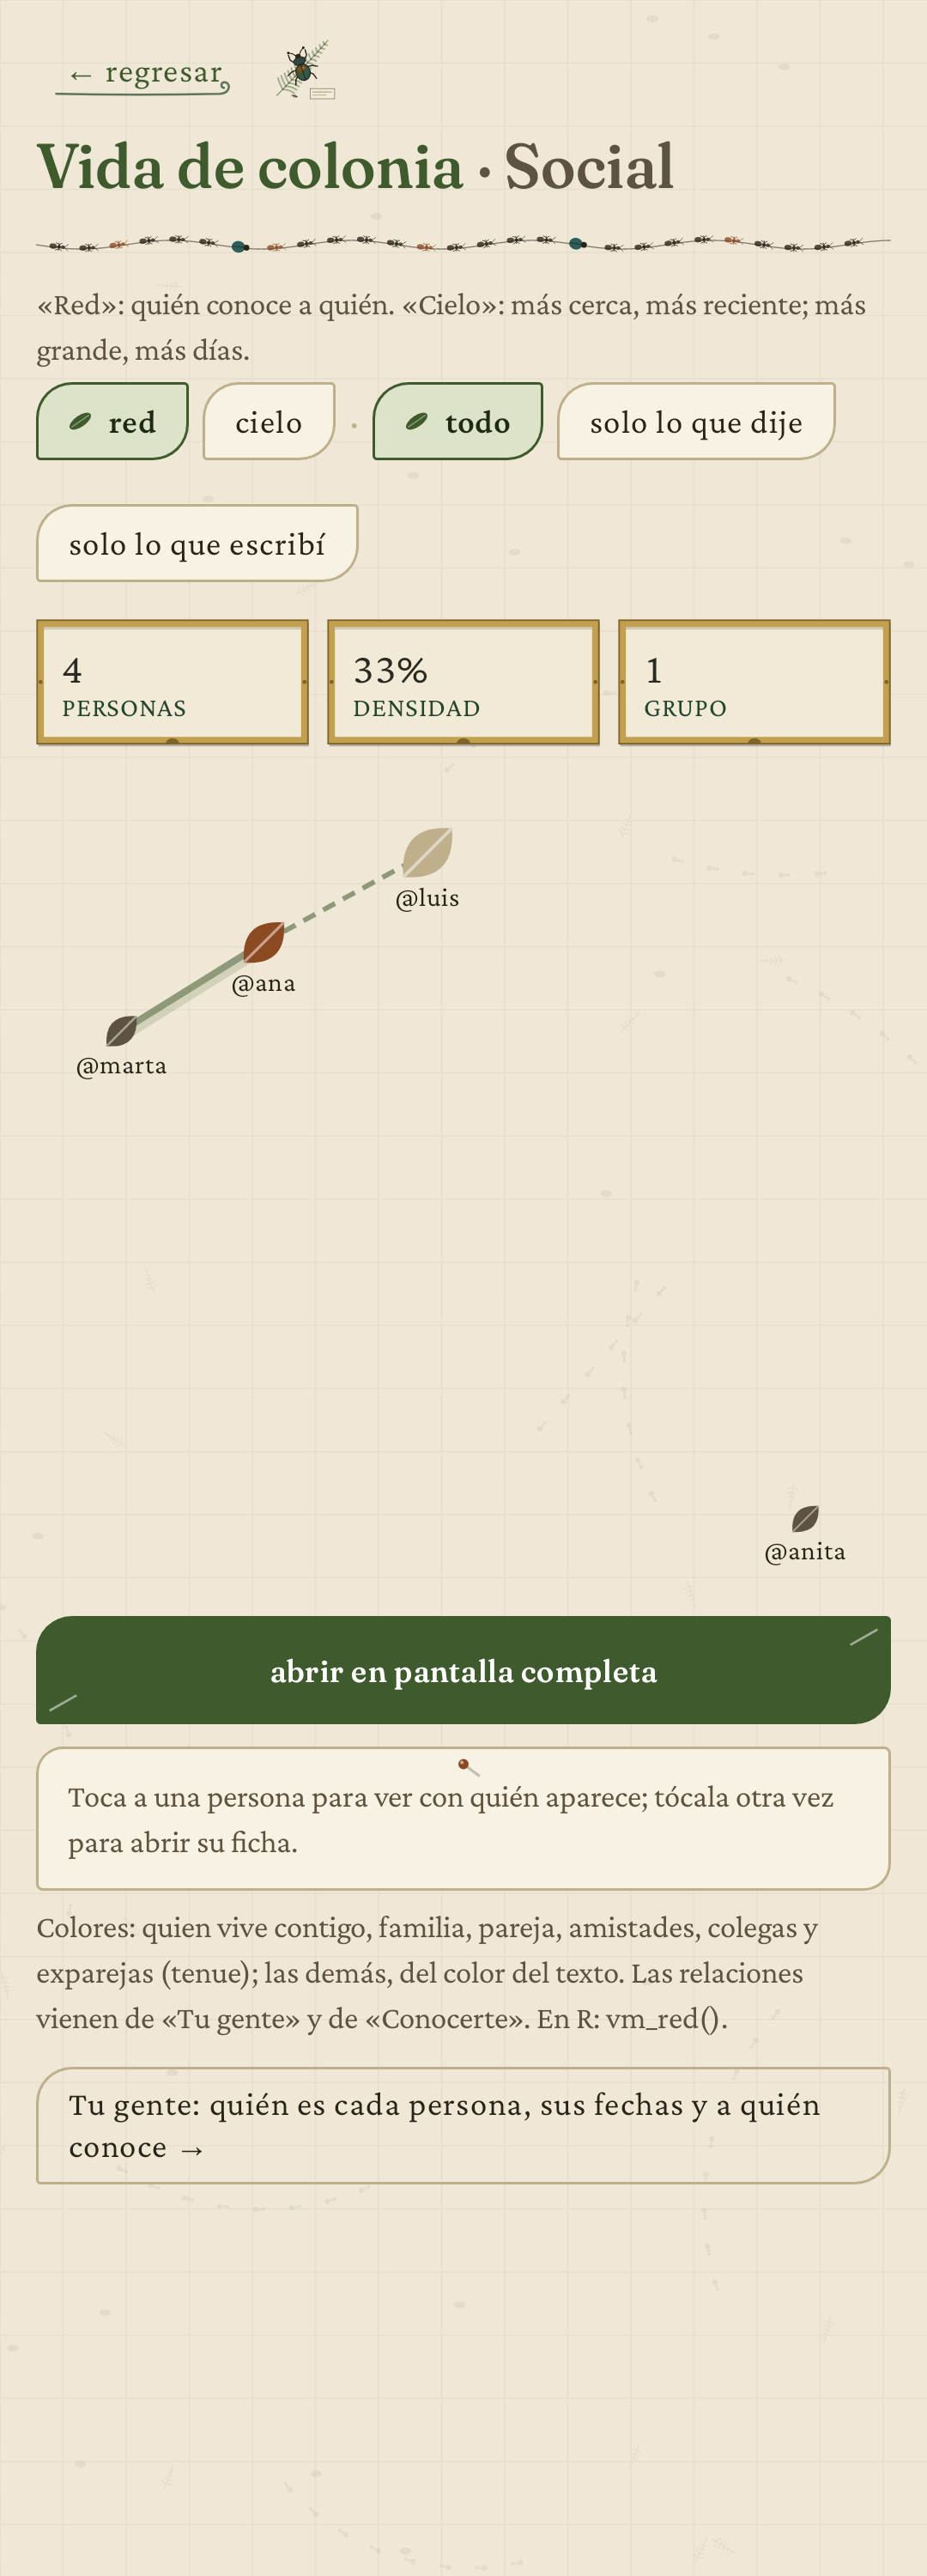 ← regresar
Vida de colonia · Social
«Red»: quién conoce a quién. «Cielo»: más cerca, más reciente; más
grande, más días.
red
cielo
·
todo
solo lo que dije
solo lo que escribí
4
PERSONAS
33%
DENSIDAD
1
GRUPO
@luis
@ana
@marta
@anita
abrir en pantalla completa
Toca a una persona para ver con quién aparece; tócala otra vez
para abrir su ficha.
Colores: quien vive contigo, familia, pareja, amistades, colegas y
exparejas (tenue); las demás, del color del texto. Las relaciones
vienen de «Tu gente» y de «Conocerte». En R: vm_red().
Tu gente: quién es cada persona, sus fechas y a quién
conoce →